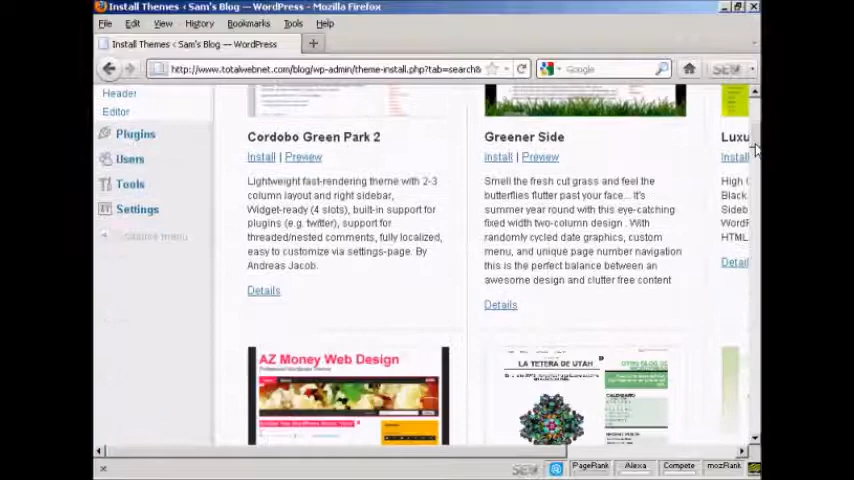 Install Themes ‹ Sam's Blog — WordPress - Mozilla Firefox
File Edit View History Bookmarks Tools Help
Install Themes ‹ Sam's Blog — WordPress
http://www.totalwebnet.com/blog/wp-admin/theme-install.php?tab=search&
Google
Header
Editor
Plugins
Users
Tools
Settings
Collapse menu
Cordobo Green Park 2
Install | Preview
Lightweight fast-rendering theme with 2-3
column layout and right sidebar,
Widget-ready (4 slots), built-in support for
plugins (e.g. twitter), support for
threaded/nested comments, fully localized,
easy to customize via settings-page. By
Andreas Jacob.
Details
Greener Side
Install | Preview
Smell the fresh cut grass and feel the
butterflies flutter past your face... It's
summer year round with this eye-catching
fixed width two-column design . With
randomly cycled date graphics, custom
menu, and unique page number navigation
this is the perfect balance between an
awesome design and clutter free content
Details
Luxu
Install
High
Black
Sideb
WordF
HTML
Detai
AZ Money Web Design
LA TETERA DE UTAH
CALENDARIO
PageRank Alexa Compete mozRank